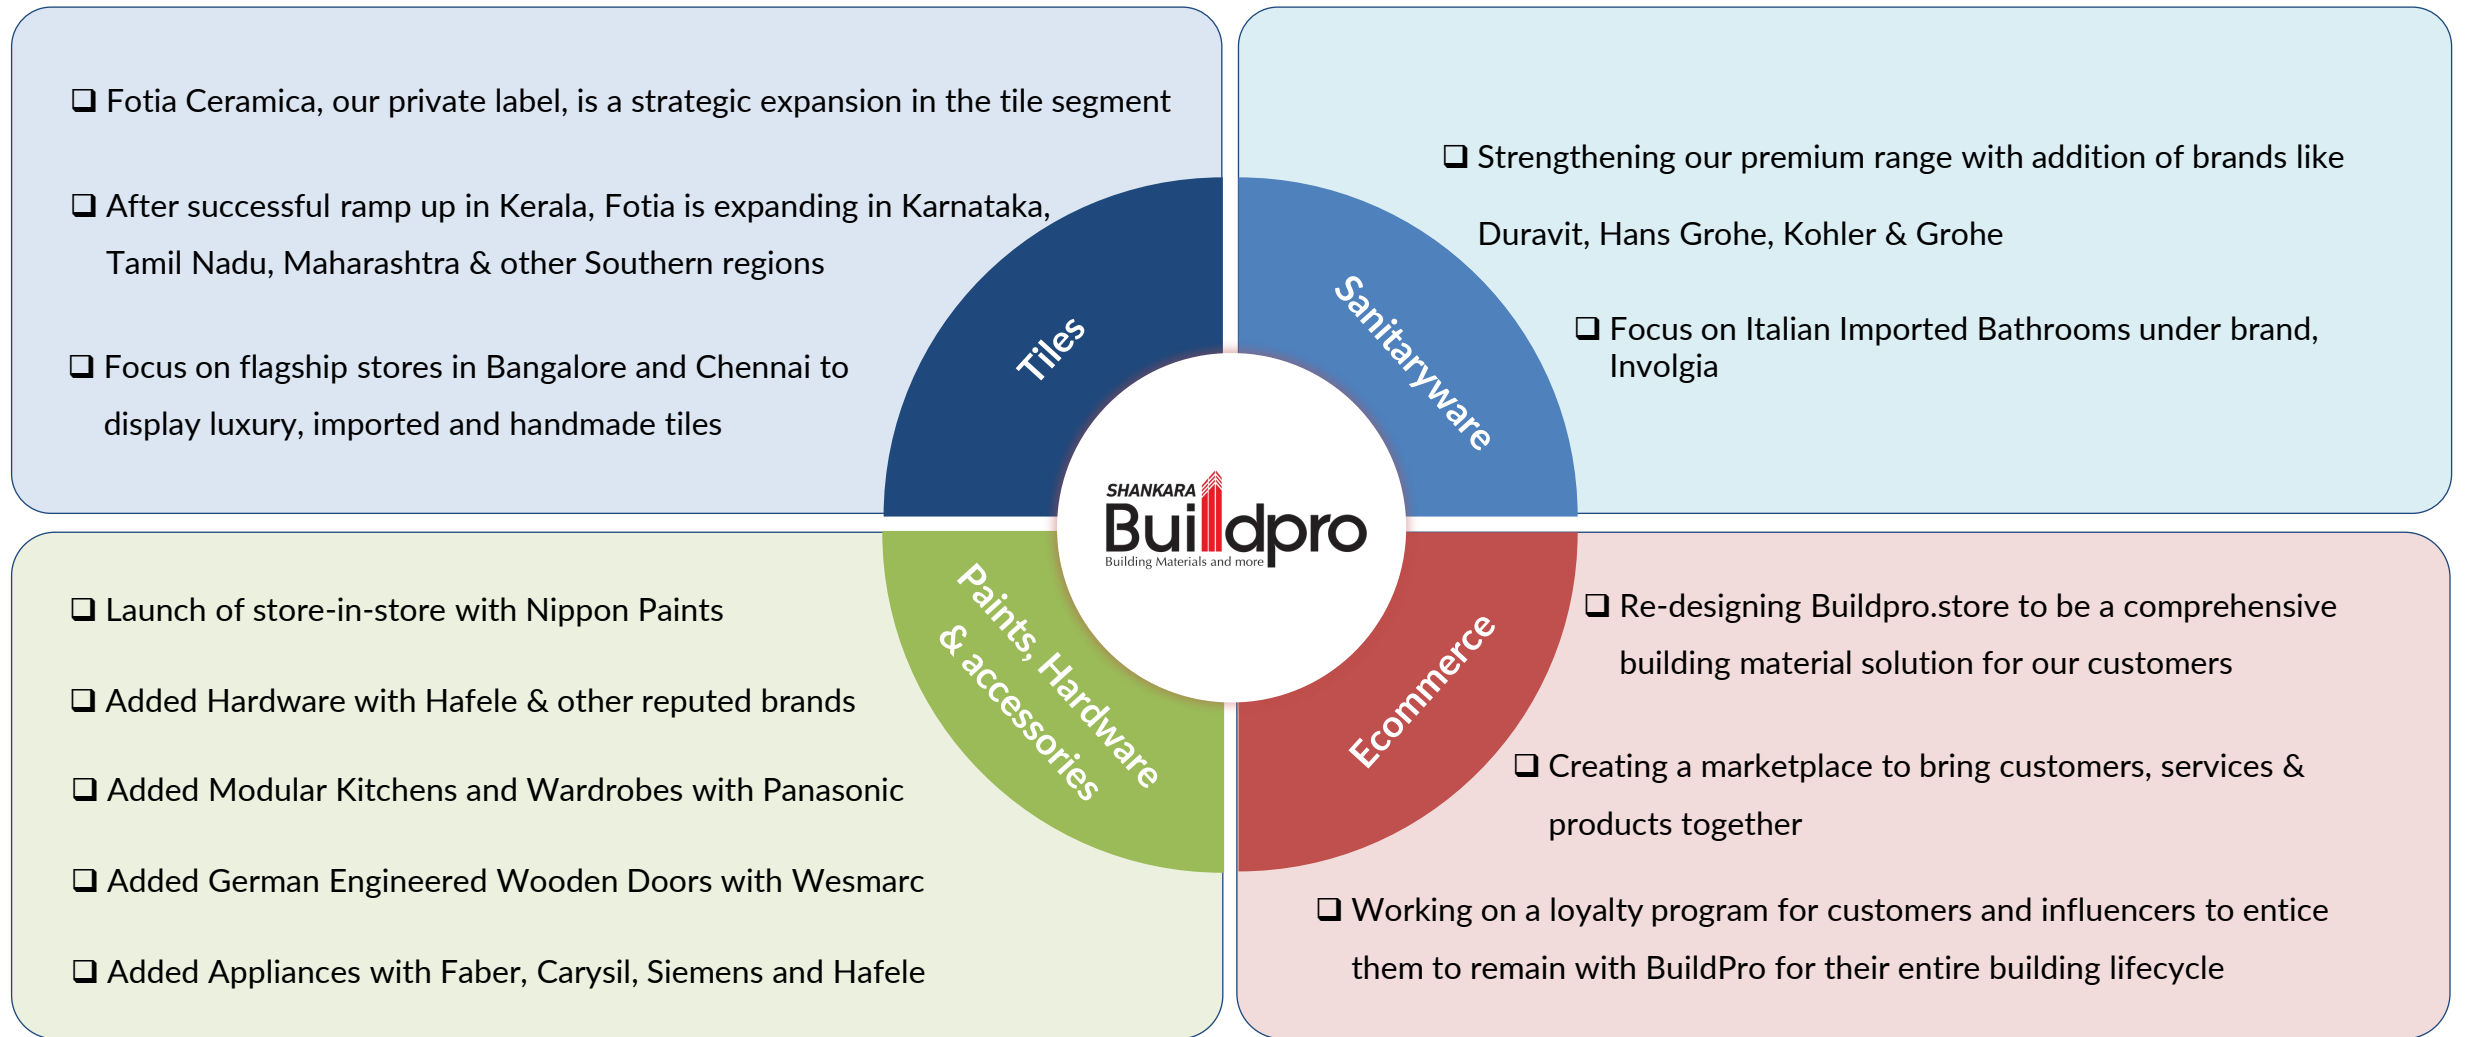 ❑ Fotia Ceramica, our private label, is a strategic expansion in the tile segment
❑ After successful ramp up in Kerala, Fotia is expanding in Karnataka,
Tamil Nadu, Maharashtra & other Southern regions
❑ Focus on flagship stores in Bangalore and Chennai to
display luxury, imported and handmade tiles
Tiles
❑ Strengthening our premium range with addition of brands like
Duravit, Hans Grohe, Kohler & Grohe
❑ Focus on Italian Imported Bathrooms under brand,
Involgia
Sanitaryware
SHANKARA
Buildpro
Building Materials and more
❑ Launch of store-in-store with Nippon Paints
❑ Added Hardware with Hafele & other reputed brands
❑ Added Modular Kitchens and Wardrobes with Panasonic
❑ Added German Engineered Wooden Doors with Wesmarc
❑ Added Appliances with Faber, Carysil, Siemens and Hafele
Paints, Hardware
& accessories
Ecommerce
❑ Re-designing Buildpro.store to be a comprehensive
building material solution for our customers
❑ Creating a marketplace to bring customers, services &
products together
❑ Working on a loyalty program for customers and influencers to entice
them to remain with BuildPro for their entire building lifecycle